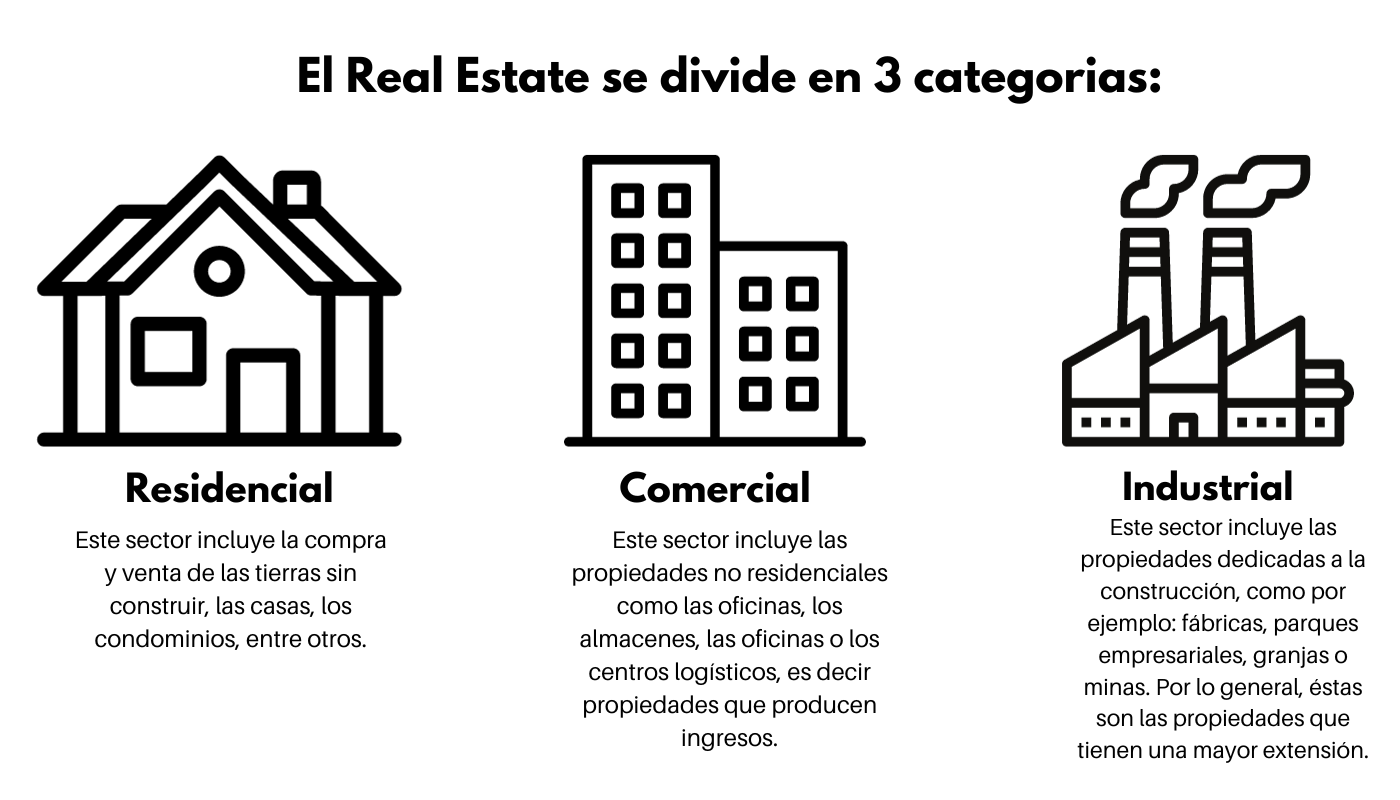 El Real Estate se divide en 3 categorias:
Residencial
Este sector incluye la compra
y venta de las tierras sin
construir, las casas, los
condominios, entre otros.
Comercial
Este sector incluye las
propiedades no residenciales
como las oficinas, los
almacenes, las oficinas o los
centros logísticos, es decir
propiedades que producen
ingresos.
Industrial
Este sector incluye las
propiedades dedicadas a la
construcción, como por
ejemplo: fábricas, parques
empresariales, granjas o
minas. Por lo general, éstas
son las propiedades que
tienen una mayor extensión.